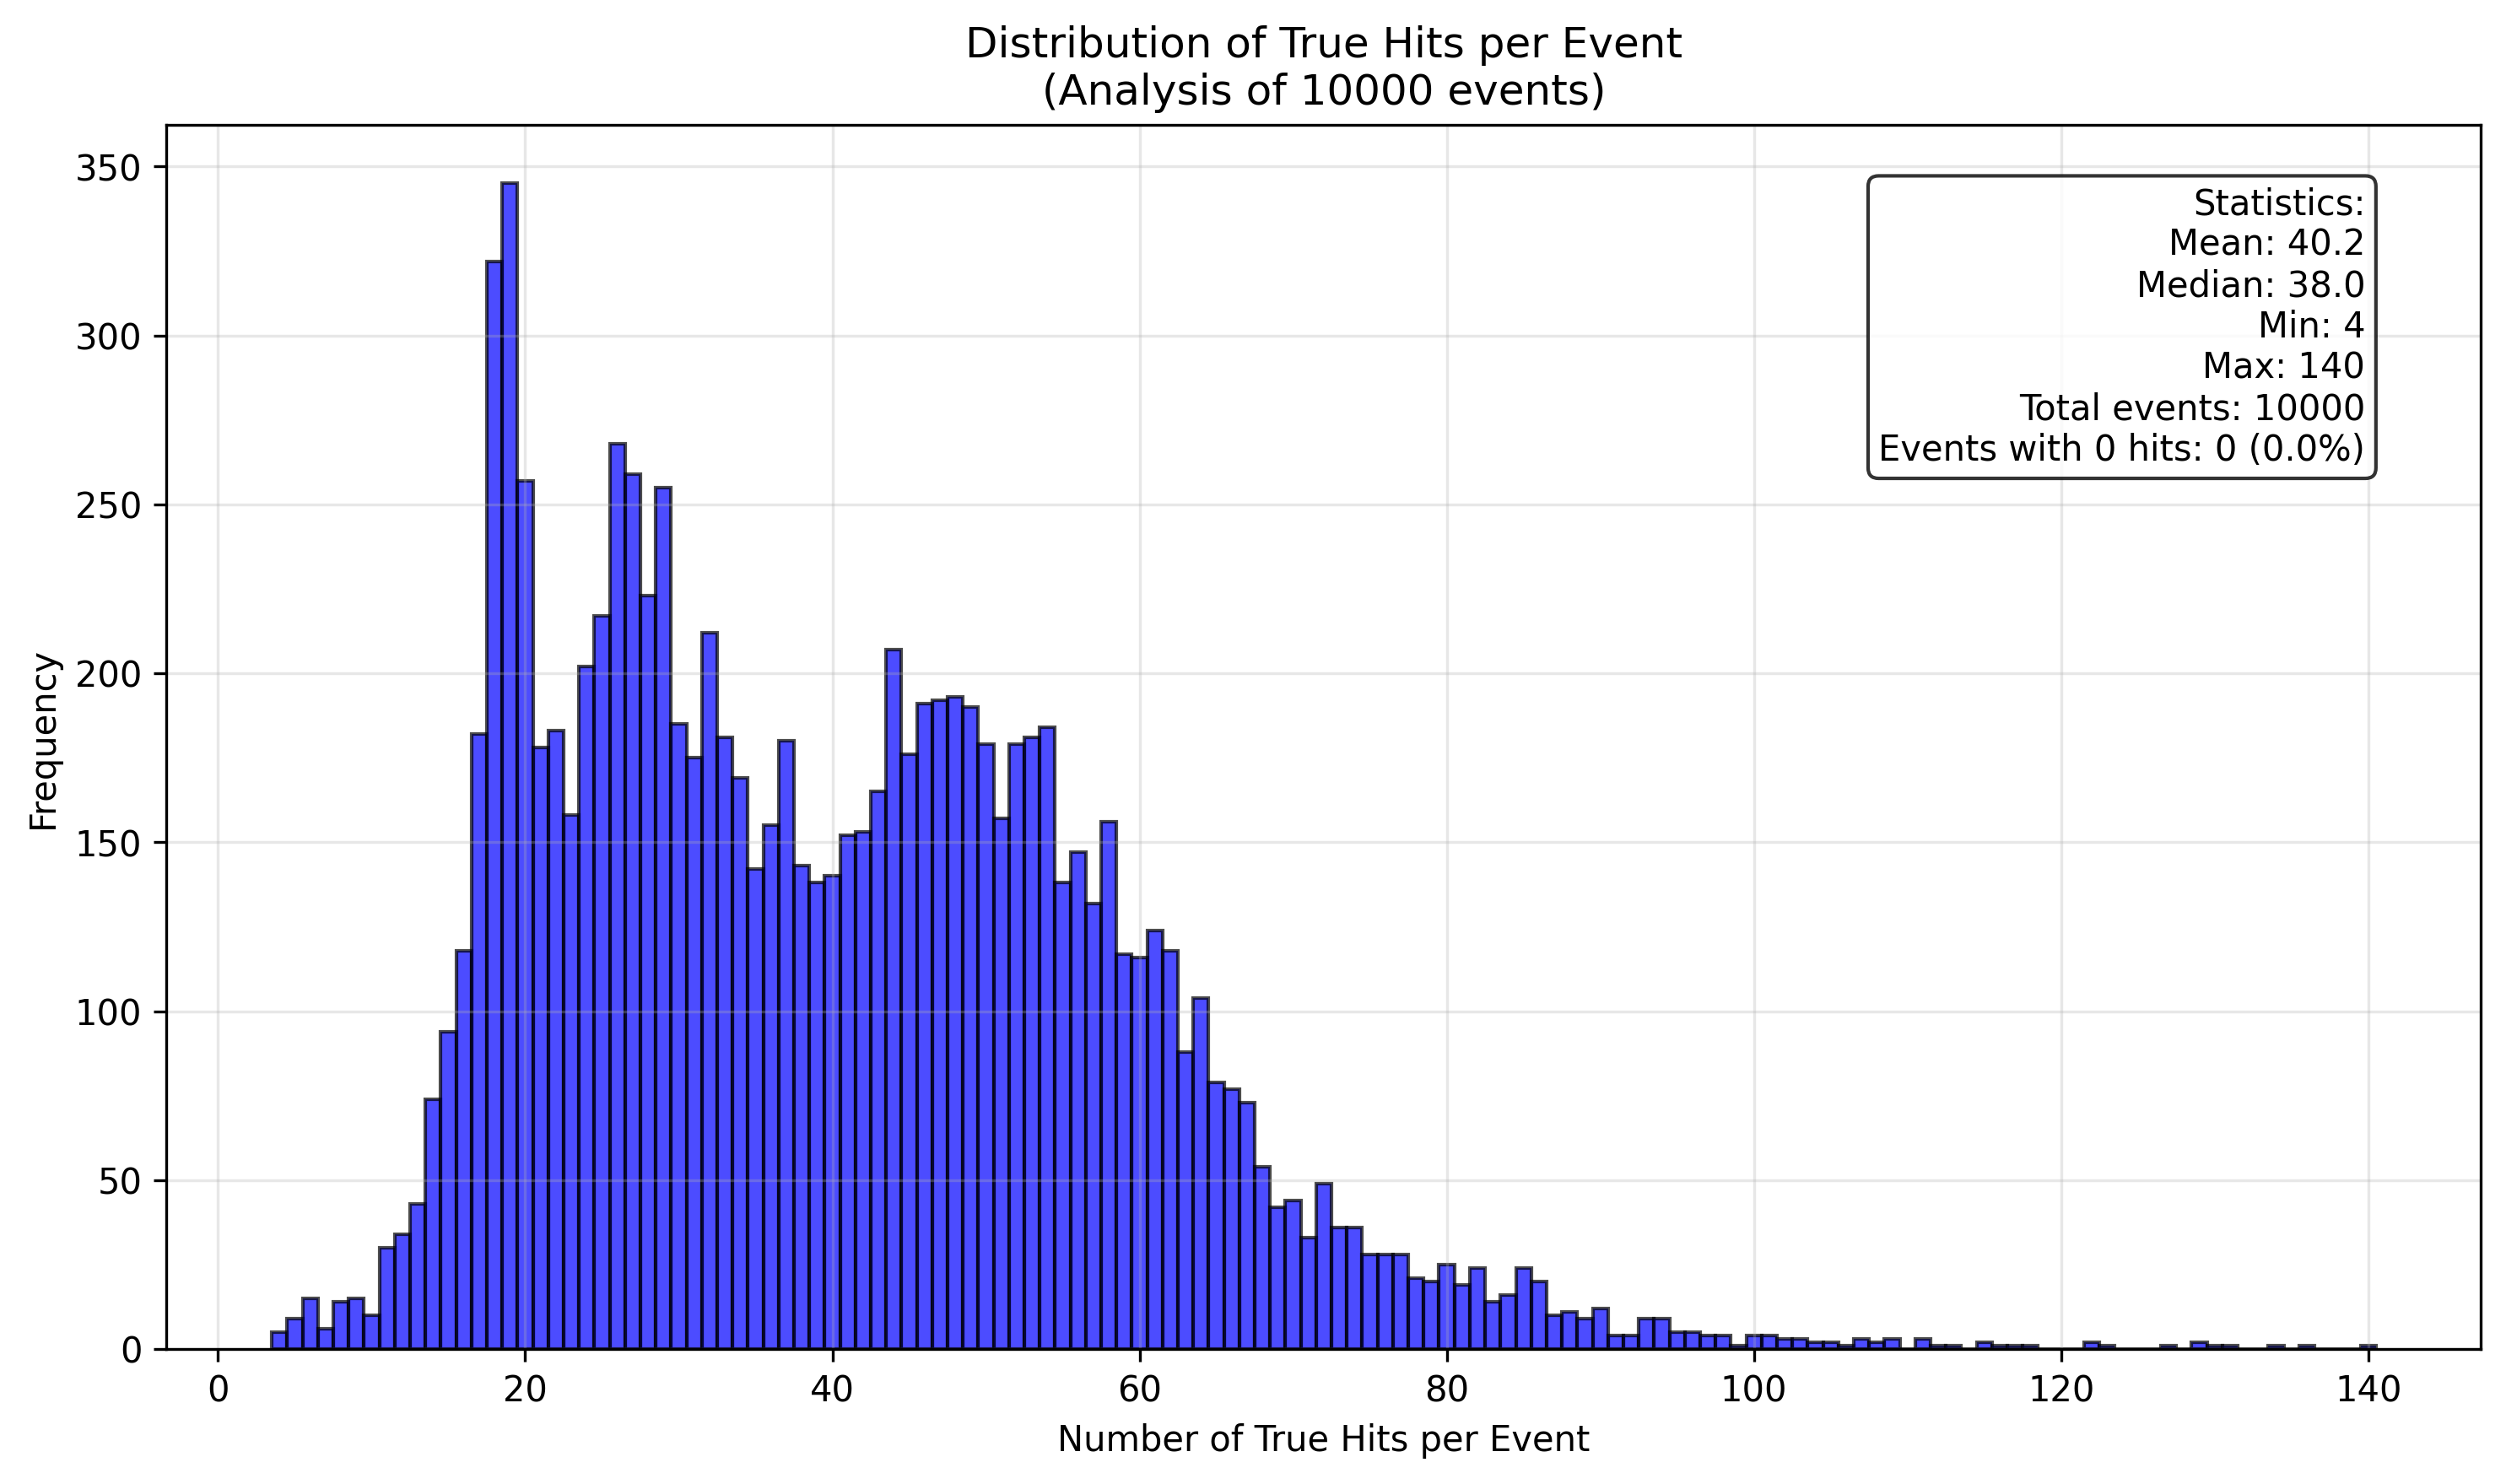 Distribution of True Hits per Event
(Analysis of 10000 events)
350
300
250
200
150
100
50
0
Frequency
Statistics:
Mean: 40.2
Median: 38.0
Min: 4
Max: 140
Total events: 10000
Events with 0 hits: 0 (0.0%)
0 20 40 60 80 100 120 140
Number of True Hits per Event